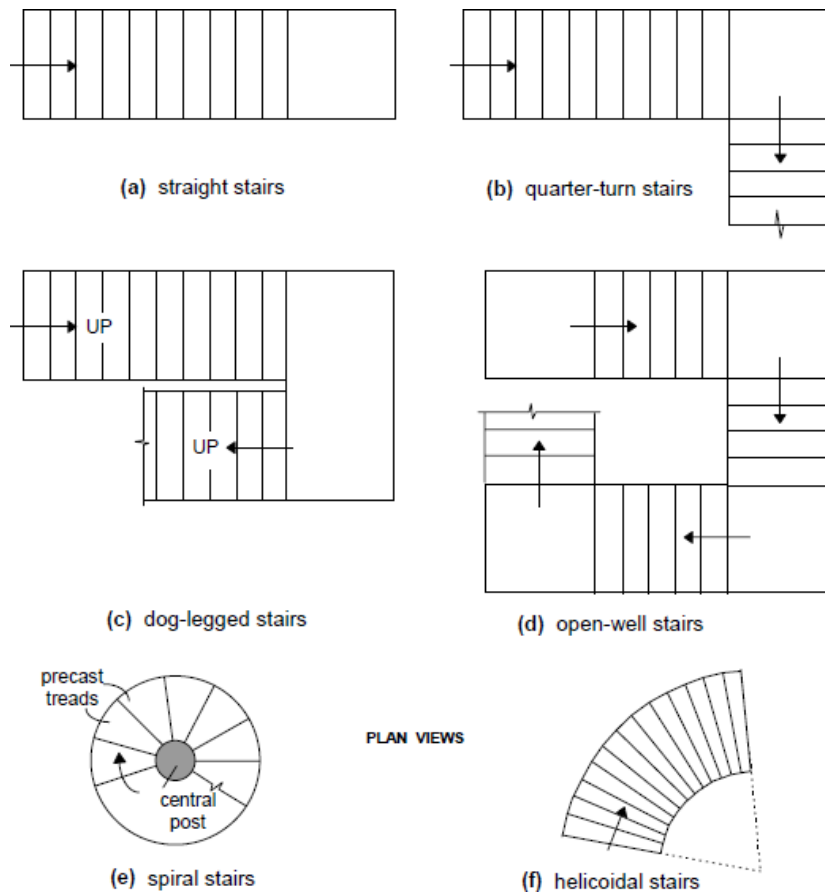 (a) straight stairs
(b) quarter-turn stairs
UP
UP
(c) dog-legged stairs
(d) open-well stairs
precast
treads
central
post
PLAN VIEWS
(e) spiral stairs
(f) helicoidal stairs